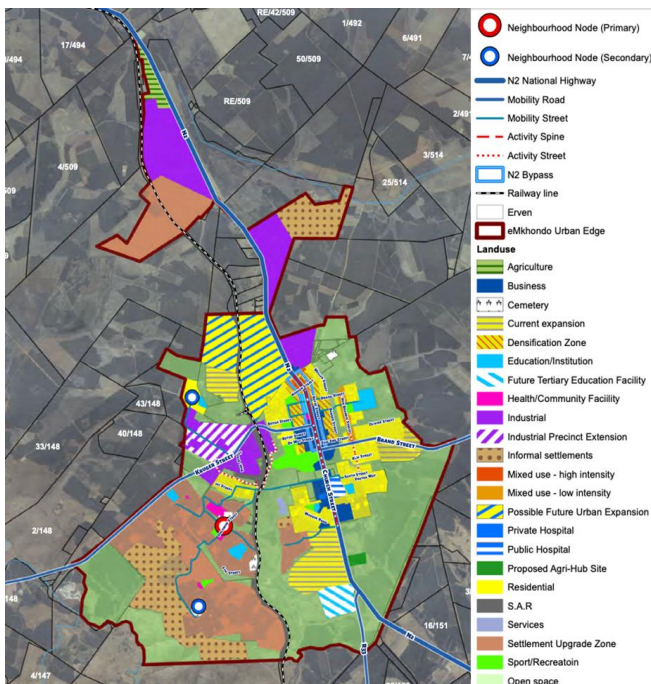 RE/42/509
1/492
17/494
6/491
50/509
RE/509
3/514
4/509
25/514
N2
43/148
40/148
33/148
2/148
16/151
4/147
KRUGER STREET
BRAND STREET
CHURCH STREET
N2
R33
Neighbourhood Node (Primary)
Neighbourhood Node (Secondary)
N2 National Highway
Mobility Road
Mobility Street
Activity Spine
Activity Street
N2 Bypass
Railway line
Erven
eMkhondo Urban Edge
Landuse
Agriculture
Business
Cemetery
Current expansion
Densification Zone
Education/Institution
Future Tertiary Education Facility
Health/Community Facility
Industrial
Industrial Precinct Extension
Informal settlements
Mixed use - high intensity
Mixed use - low intensity
Possible Future Urban Expansion
Private Hospital
Public Hospital
Proposed Agri-Hub Site
Residential
S.A.R
Services
Settlement Upgrade Zone
Sport/Recreatoin
Open space